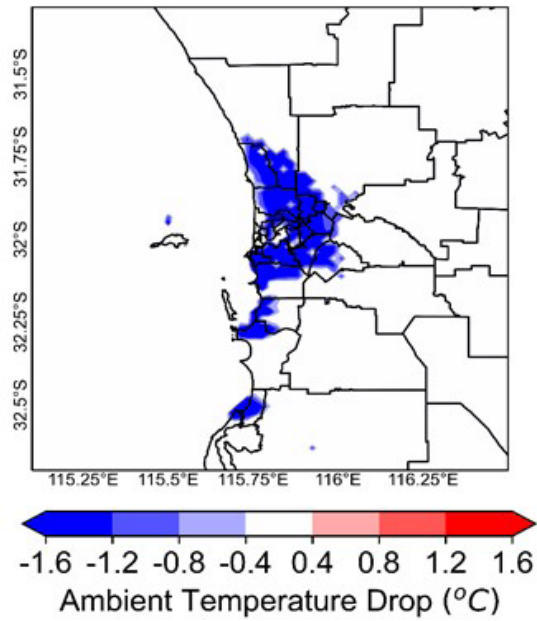 31.5°S
31.75°S
32°S
32.25°S
32.5°S
115.25°E 115.5°E 115.75°E 116°E 116.25°E
-1.6 -1.2 -0.8 -0.4 0.4 0.8 1.2 1.6
Ambient Temperature Drop (°C)